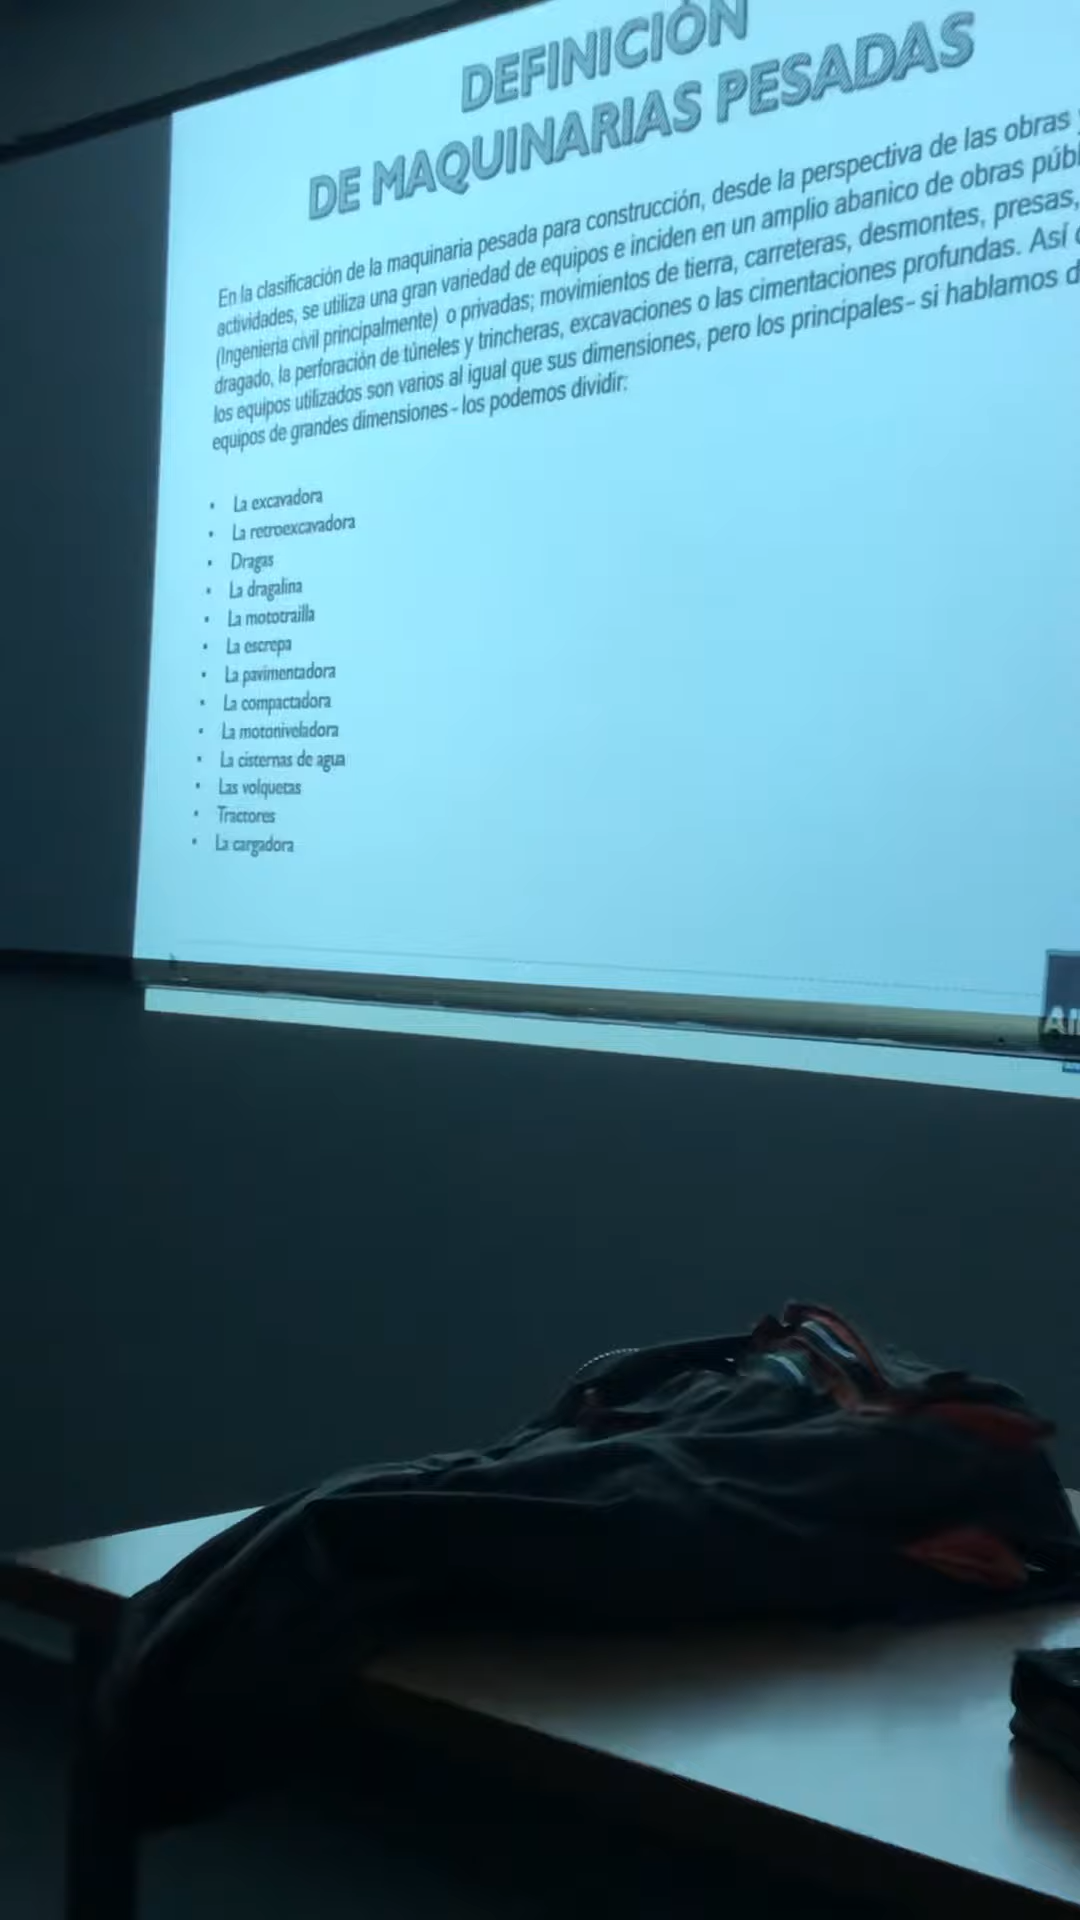 DEFINICIÓN
DE MAQUINARIAS PESADAS
En la clasificación de la maquinaria pesada para construcción, desde la perspectiva de las obras
actividades, se utiliza una gran variedad de equipos e inciden en un amplio abanico de obras
(Ingeniería civil principalmente) o privadas; movimientos de tierra, carreteras, desmontes, presas,
dragado, la perforación de túneles y trincheras, excavaciones o las cimentaciones profundas. Así
los equipos utilizados son varios al igual que sus dimensiones, pero los principales- si hablamos
equipos de grandes dimensiones- los podemos dividir:
• La excavadora
• La retroexcavadora
• Dragas
• La dragalina
• La mototrailla
• La escrepa
• La pavimentadora
• La compactadora
• La motoniveladora
• La cisternas de agua
• Las volquetas
• Tractores
• La cargadora